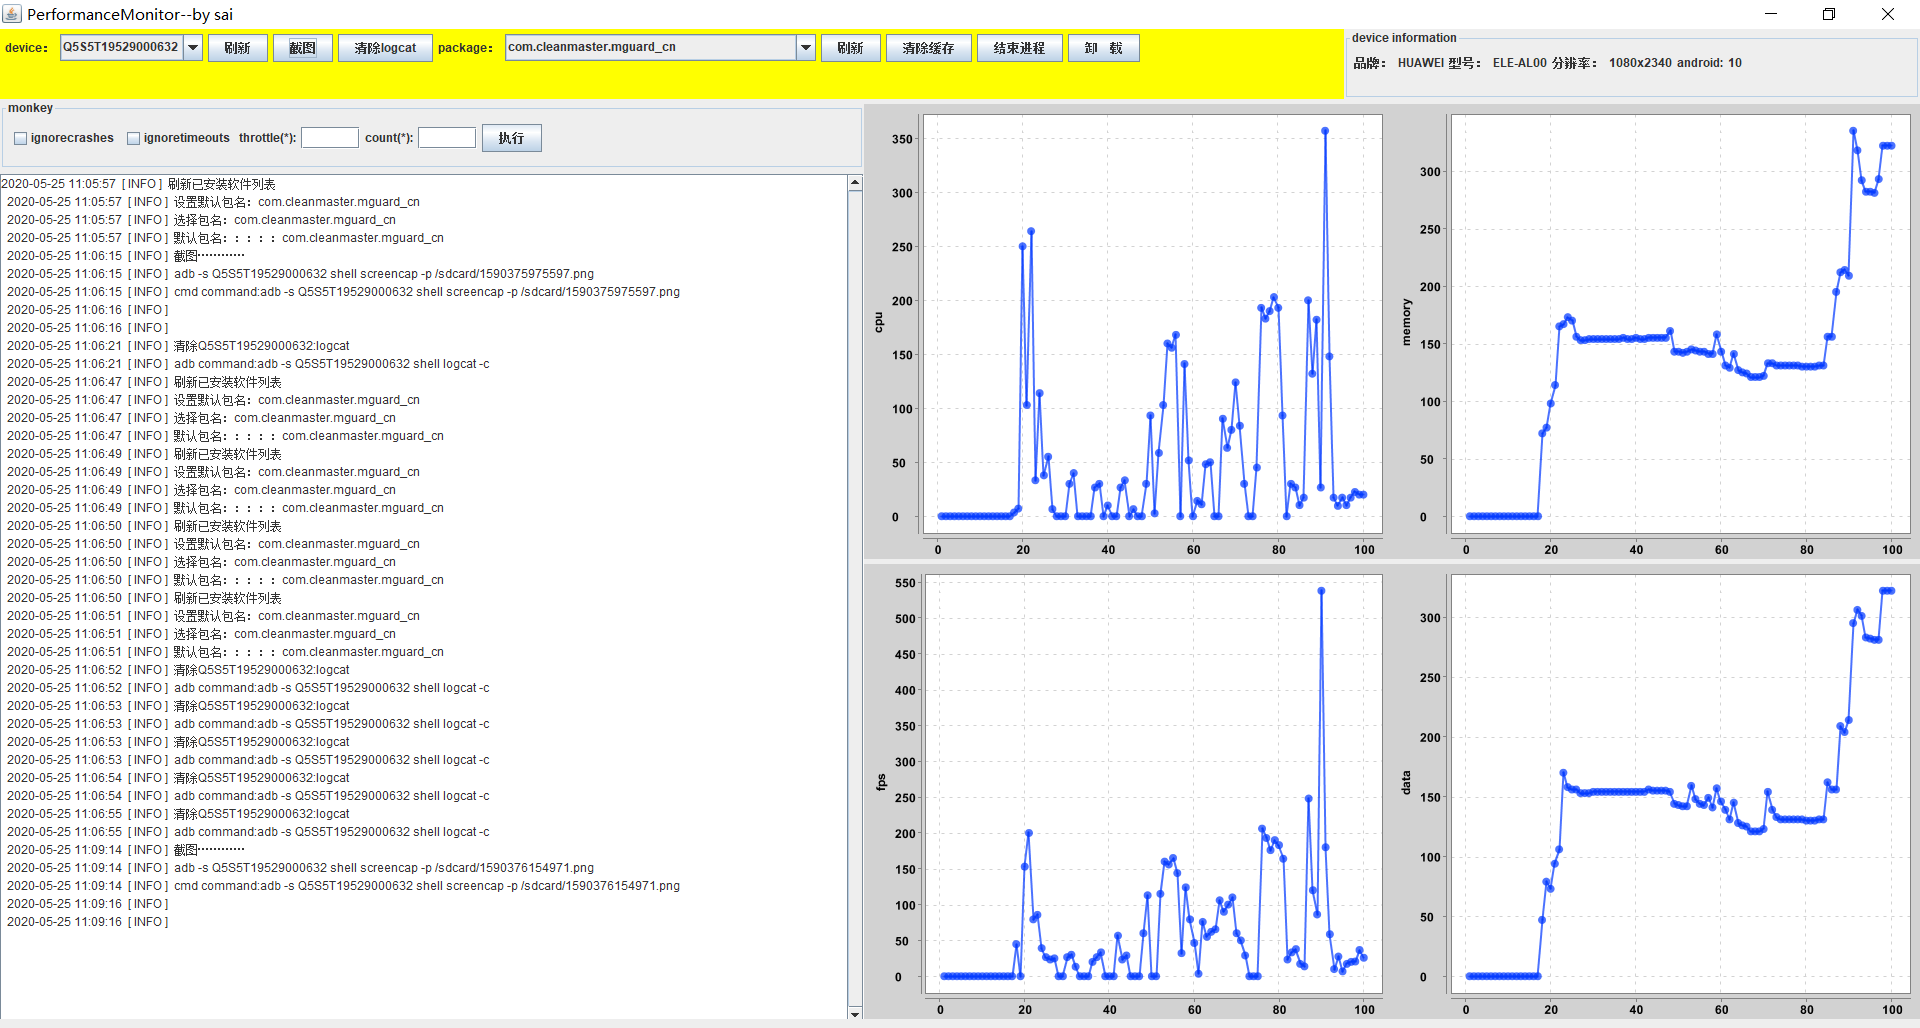 PerformanceMonitor--by sai
device： Q5S5T19529000632 刷新 截图 清除logcat package： com.cleanmaster.mguard_cn 刷新 清除缓存 结束进程 卸 载
device information
品牌： HUAWEI 型号： ELE-AL00 分辨率： 1080x2340 android: 10
monkey
ignorecrashes ignoretimeouts throttle(*): count(*): 执行
2020-05-25 11:05:57 [ INFO ] 刷新已安装软件列表
2020-05-25 11:05:57 [ INFO ] 设置默认包名：com.cleanmaster.mguard_cn
2020-05-25 11:05:57 [ INFO ] 选择包名：com.cleanmaster.mguard_cn
2020-05-25 11:05:57 [ INFO ] 默认包名：：：：：com.cleanmaster.mguard_cn
2020-05-25 11:06:15 [ INFO ] 截图…………
2020-05-25 11:06:15 [ INFO ] adb -s Q5S5T19529000632 shell screencap -p /sdcard/1590375975597.png
2020-05-25 11:06:15 [ INFO ] cmd command:adb -s Q5S5T19529000632 shell screencap -p /sdcard/1590375975597.png
2020-05-25 11:06:16 [ INFO ]
2020-05-25 11:06:16 [ INFO ]
2020-05-25 11:06:21 [ INFO ] 清除Q5S5T19529000632:logcat
2020-05-25 11:06:21 [ INFO ] adb command:adb -s Q5S5T19529000632 shell logcat -c
2020-05-25 11:06:47 [ INFO ] 刷新已安装软件列表
2020-05-25 11:06:47 [ INFO ] 设置默认包名：com.cleanmaster.mguard_cn
2020-05-25 11:06:47 [ INFO ] 选择包名：com.cleanmaster.mguard_cn
2020-05-25 11:06:47 [ INFO ] 默认包名：：：：：com.cleanmaster.mguard_cn
2020-05-25 11:06:49 [ INFO ] 刷新已安装软件列表
2020-05-25 11:06:49 [ INFO ] 设置默认包名：com.cleanmaster.mguard_cn
2020-05-25 11:06:49 [ INFO ] 选择包名：com.cleanmaster.mguard_cn
2020-05-25 11:06:49 [ INFO ] 默认包名：：：：：com.cleanmaster.mguard_cn
2020-05-25 11:06:50 [ INFO ] 刷新已安装软件列表
2020-05-25 11:06:50 [ INFO ] 设置默认包名：com.cleanmaster.mguard_cn
2020-05-25 11:06:50 [ INFO ] 选择包名：com.cleanmaster.mguard_cn
2020-05-25 11:06:50 [ INFO ] 默认包名：：：：：com.cleanmaster.mguard_cn
2020-05-25 11:06:50 [ INFO ] 刷新已安装软件列表
2020-05-25 11:06:51 [ INFO ] 设置默认包名：com.cleanmaster.mguard_cn
2020-05-25 11:06:51 [ INFO ] 选择包名：com.cleanmaster.mguard_cn
2020-05-25 11:06:51 [ INFO ] 默认包名：：：：：com.cleanmaster.mguard_cn
2020-05-25 11:06:52 [ INFO ] 清除Q5S5T19529000632:logcat
2020-05-25 11:06:52 [ INFO ] adb command:adb -s Q5S5T19529000632 shell logcat -c
2020-05-25 11:06:53 [ INFO ] 清除Q5S5T19529000632:logcat
2020-05-25 11:06:53 [ INFO ] adb command:adb -s Q5S5T19529000632 shell logcat -c
2020-05-25 11:06:53 [ INFO ] 清除Q5S5T19529000632:logcat
2020-05-25 11:06:53 [ INFO ] adb command:adb -s Q5S5T19529000632 shell logcat -c
2020-05-25 11:06:54 [ INFO ] 清除Q5S5T19529000632:logcat
2020-05-25 11:06:54 [ INFO ] adb command:adb -s Q5S5T19529000632 shell logcat -c
2020-05-25 11:06:55 [ INFO ] 清除Q5S5T19529000632:logcat
2020-05-25 11:06:55 [ INFO ] adb command:adb -s Q5S5T19529000632 shell logcat -c
2020-05-25 11:09:14 [ INFO ] 截图…………
2020-05-25 11:09:14 [ INFO ] adb -s Q5S5T19529000632 shell screencap -p /sdcard/1590376154971.png
2020-05-25 11:09:14 [ INFO ] cmd command:adb -s Q5S5T19529000632 shell screencap -p /sdcard/1590376154971.png
2020-05-25 11:09:16 [ INFO ]
2020-05-25 11:09:16 [ INFO ]
cpu
350
300
250
200
150
100
50
0
0 20 40 60 80 100
memory
300
250
200
150
100
50
0
0 20 40 60 80 100
fps
550
500
450
400
350
300
250
200
150
100
50
0
0 20 40 60 80 100
data
300
250
200
150
100
50
0
0 20 40 60 80 100